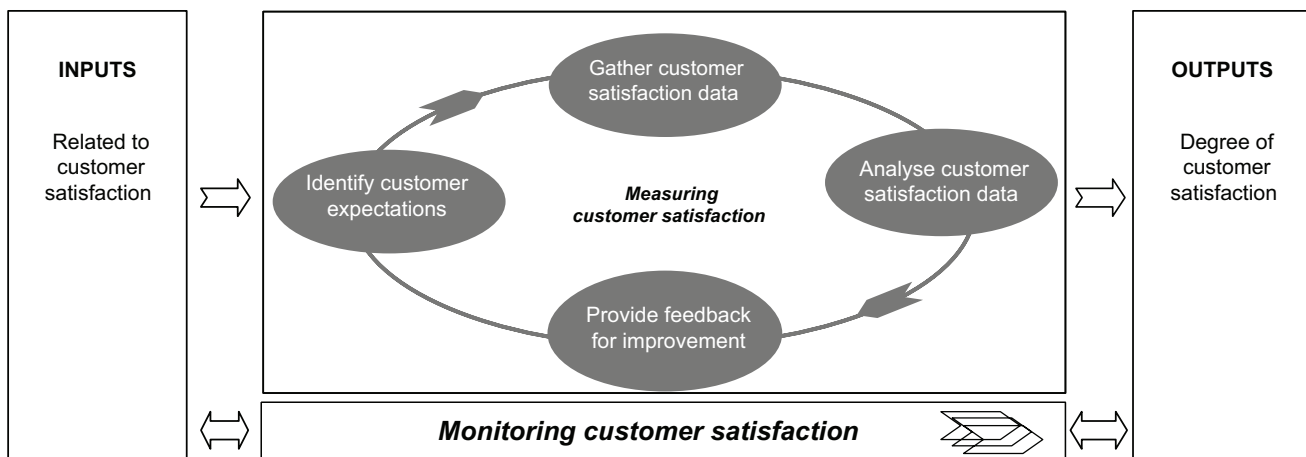 INPUTS
Related to
customer
satisfaction
Gather customer
satisfaction data
Identify customer
expectations
Measuring
customer satisfaction
Analyse customer
satisfaction data
Provide feedback
for improvement
Monitoring customer satisfaction
OUTPUTS
Degree of
customer
satisfaction